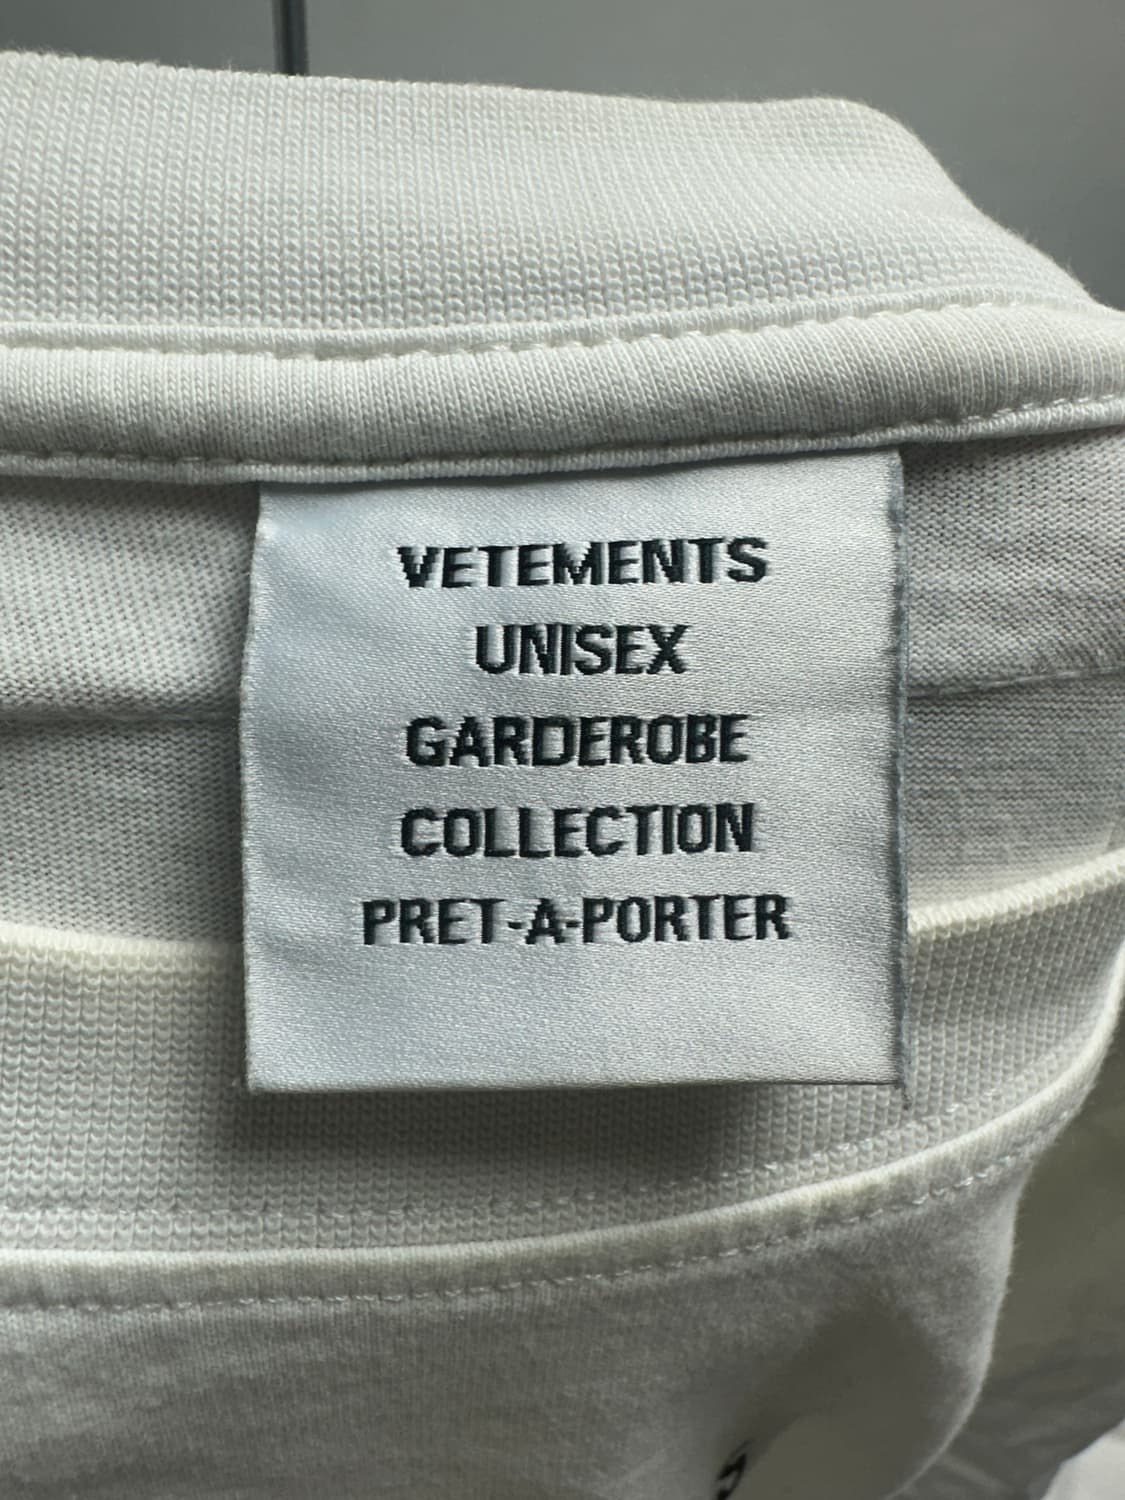 VETEMENTS
UNISEX
GARDEROBE
COLLECTION
PRET-A-PORTER